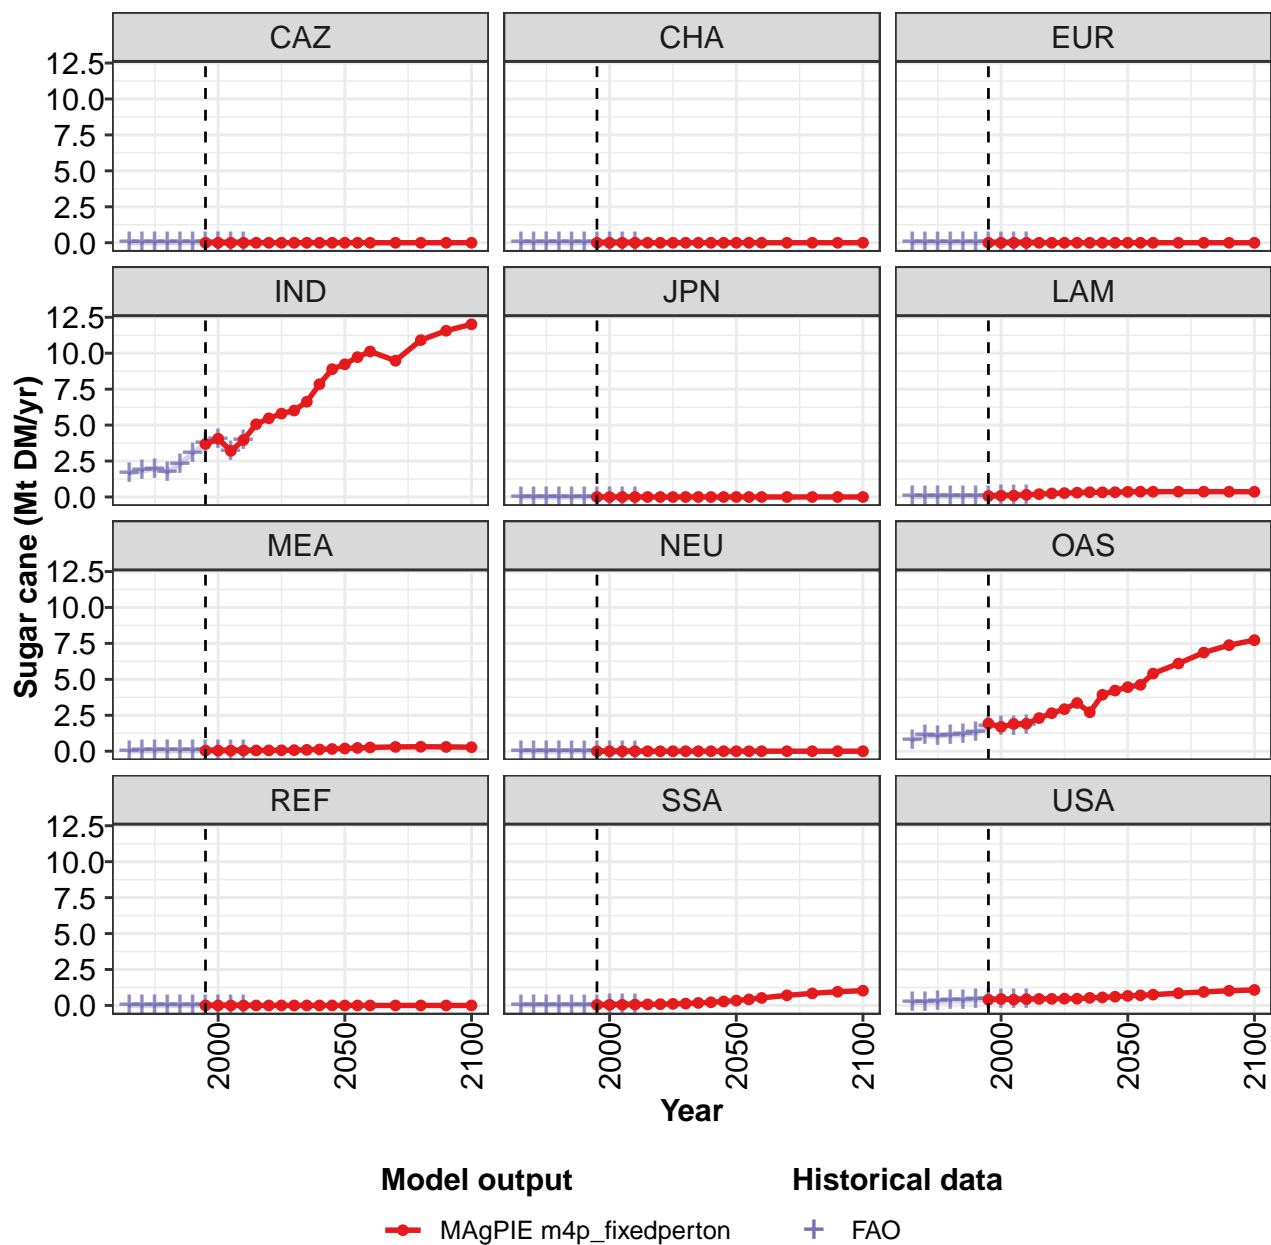 CAZ CHA EUR
12.5
10.0
7.5
5.0
2.5
0.0
IND JPN LAM
12.5
10.0
7.5
5.0
2.5
0.0
MEA NEU OAS
12.5
10.0
7.5
5.0
2.5
0.0
REF SSA USA
12.5
10.0
7.5
5.0
2.5
0.0
Sugar cane (Mt DM/yr)
2000 2050 2100 2000 2050 2100 2000 2050 2100
Year
Model output Historical data
MAgPIE m4p_fixedperton FAO